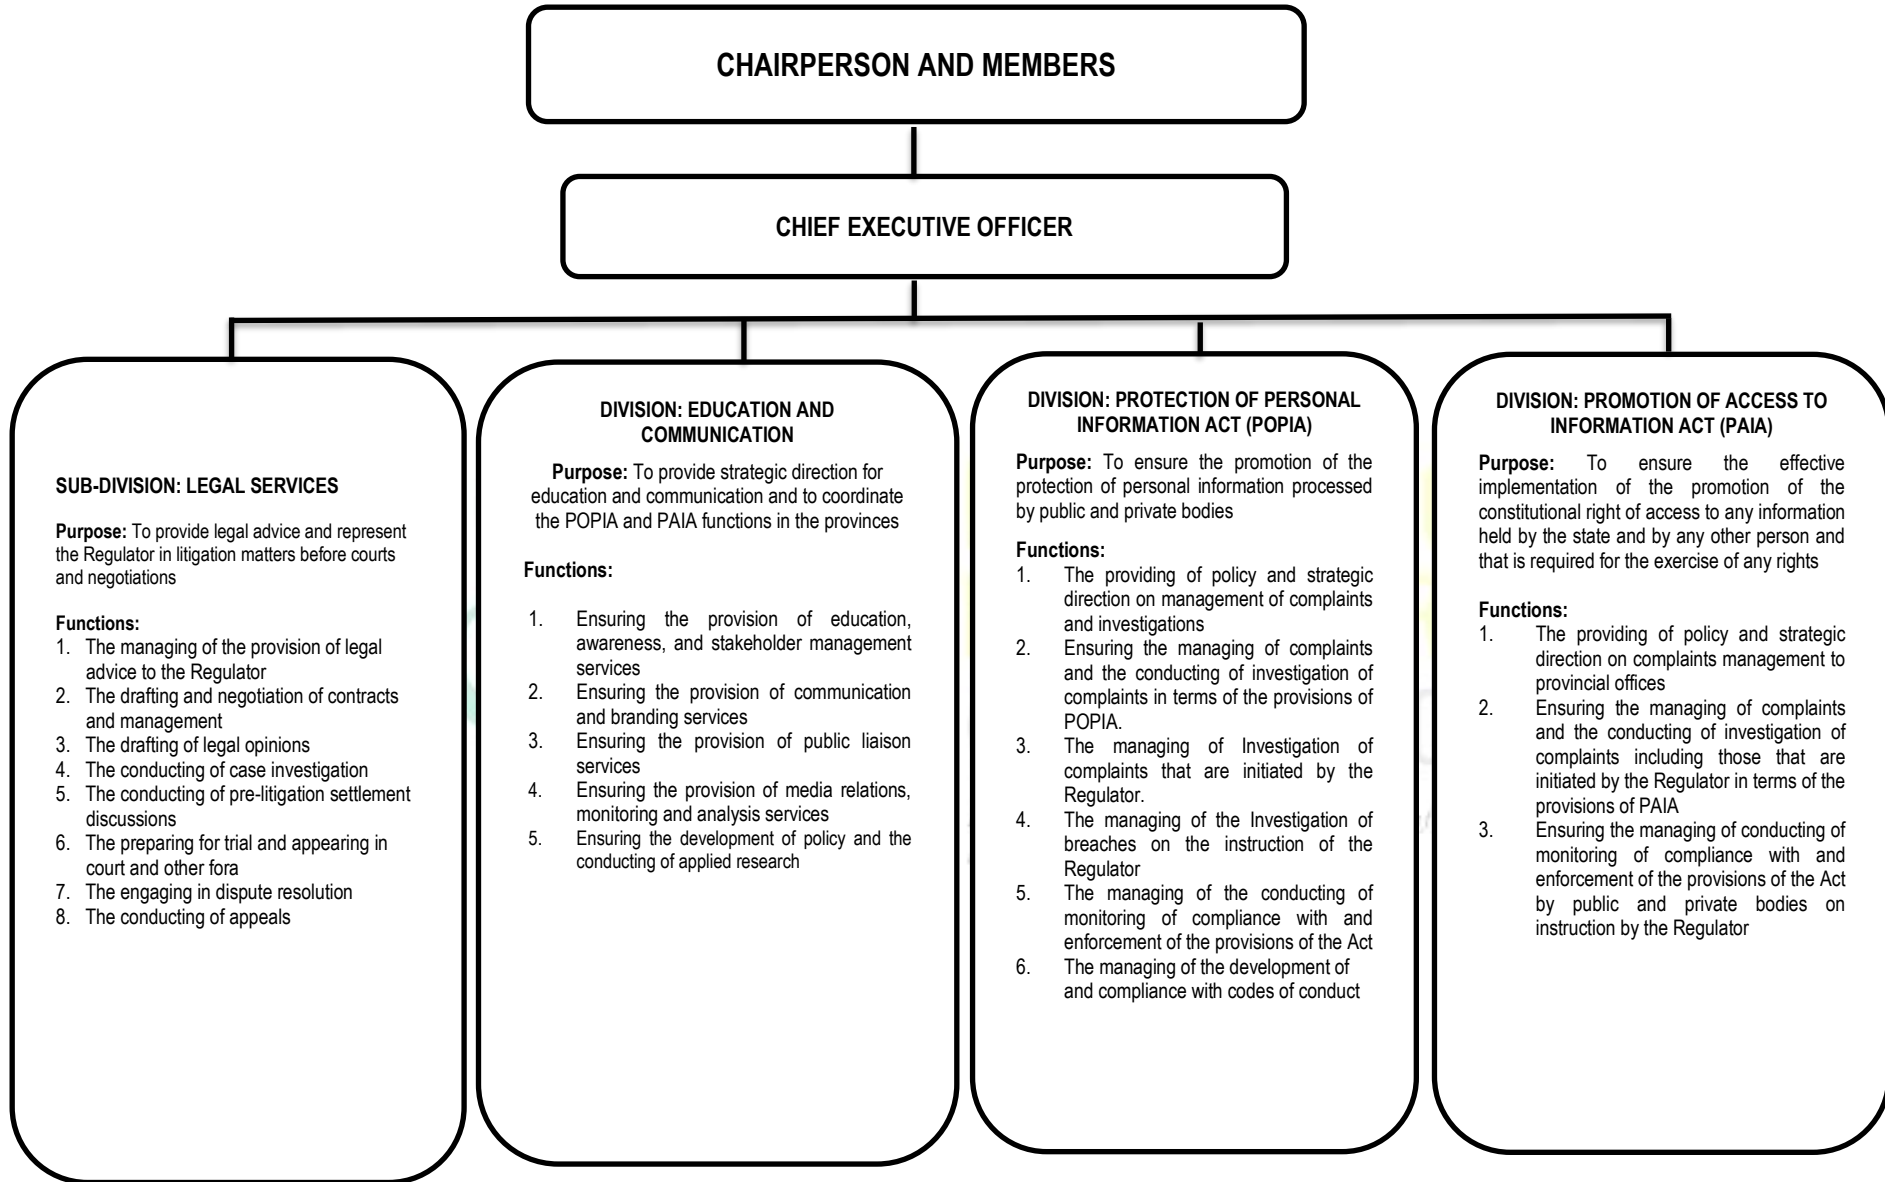 CHAIRPERSON AND MEMBERS
CHIEF EXECUTIVE OFFICER
SUB-DIVISION: LEGAL SERVICES
Purpose: To provide legal advice and represent
the Regulator in litigation matters before courts
and negotiations
Functions:
1. The managing of the provision of legal
advice to the Regulator
2. The drafting and negotiation of contracts
and management
3. The drafting of legal opinions
4. The conducting of case investigation
5. The conducting of pre-litigation settlement
discussions
6. The preparing for trial and appearing in
court and other fora
7. The engaging in dispute resolution
8. The conducting of appeals
DIVISION: EDUCATION AND
COMMUNICATION
Purpose: To provide strategic direction for
education and communication and to coordinate
the POPIA and PAIA functions in the provinces
Functions:
1. Ensuring the provision of education,
awareness, and stakeholder management
services
2. Ensuring the provision of communication
and branding services
3. Ensuring the provision of public liaison
services
4. Ensuring the provision of media relations,
monitoring and analysis services
5. Ensuring the development of policy and the
conducting of applied research
DIVISION: PROTECTION OF PERSONAL
INFORMATION ACT (POPIA)
Purpose: To ensure the promotion of the
protection of personal information processed
by public and private bodies
Functions:
1. The providing of policy and strategic
direction on management of complaints
and investigations
2. Ensuring the managing of complaints
and the conducting of investigation of
complaints in terms of the provisions of
POPIA.
3. The managing of Investigation of
complaints that are initiated by the
Regulator.
4. The managing of the Investigation of
breaches on the instruction of the
Regulator
5. The managing of the conducting of
monitoring of compliance with and
enforcement of the provisions of the Act
6. The managing of the development of
and compliance with codes of conduct
DIVISION: PROMOTION OF ACCESS TO
INFORMATION ACT (PAIA)
Purpose: To ensure the effective
implementation of the promotion of the
constitutional right of access to any information
held by the state and by any other person and
that is required for the exercise of any rights
Functions:
1. The providing of policy and strategic
direction on complaints management to
provincial offices
2. Ensuring the managing of complaints
and the conducting of investigation of
complaints including those that are
initiated by the Regulator in terms of the
provisions of PAIA
3. Ensuring the managing of conducting of
monitoring of compliance with and
enforcement of the provisions of the Act
by public and private bodies on
instruction by the Regulator